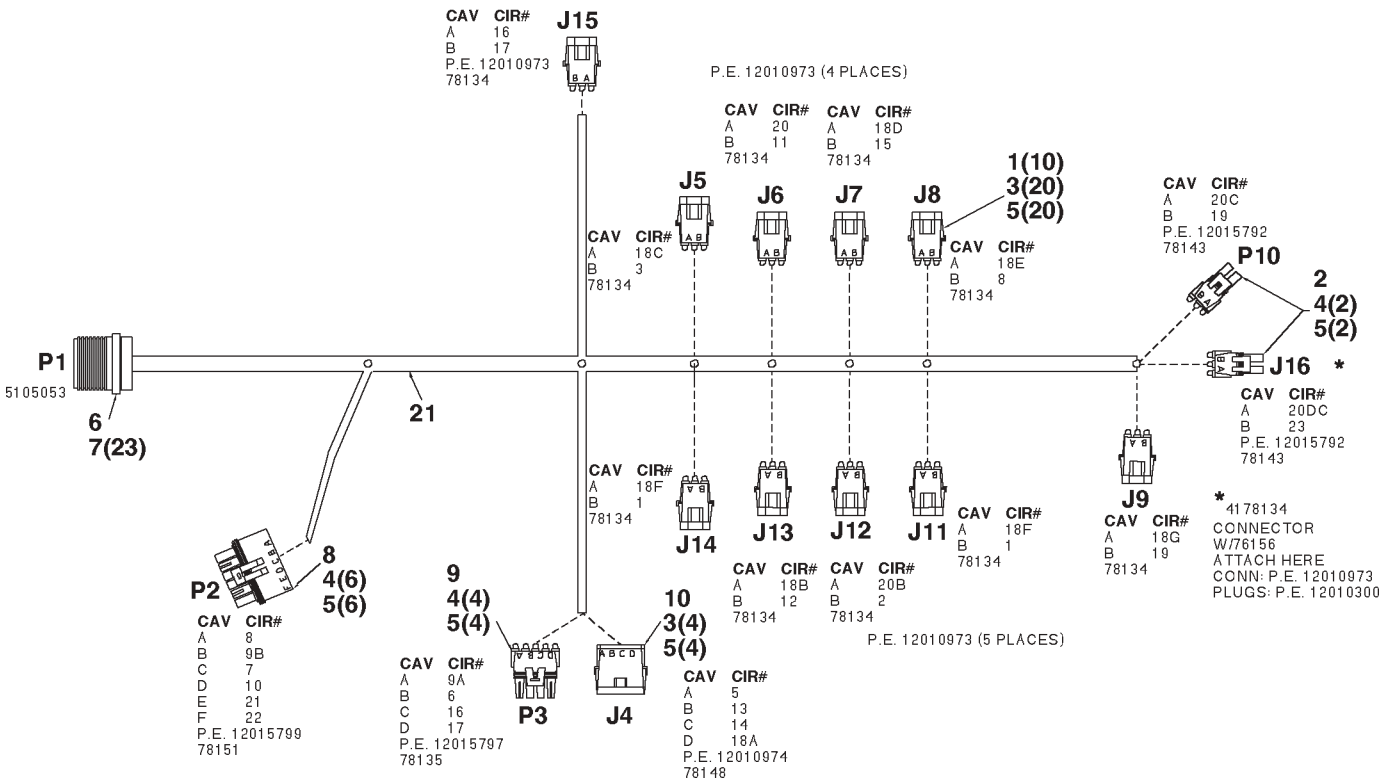 CAV CIR#
A 16
B 17
P.E. 12010973
78134
J15
B A
P.E. 12010973 (4 PLACES)
CAV CIR#
A 20
B 11
78134
CAV CIR#
A 18D
B 15
78134
J5
A B
J6
A B
J7
A B
J8
A B
1(10)
3(20)
5(20)
CAV CIR#
A 18C
B 3
78134
CAV CIR#
A 18E
B 8
78134
CAV CIR#
A 20C
B 19
P.E. 12015792
78143
P10
B A
2
4(2)
5(2)
J16 *
B A
CAV CIR#
A 20DC
B 23
P.E. 12015792
78143
P1
5105053
6
7(23)
21
CAV CIR#
A 18F
B 1
78134
J14
A B
J13
A B
J12
A B
J11
A B
CAV CIR#
A 18F
B 1
78134
J9
B A
CAV CIR#
A 18G
B 19
78134
*
4178134
CONNECTOR
W/76156
ATTACH HERE
CONN: P.E. 12010973
PLUGS: P.E. 12010300
CAV CIR#
A 18B
B 12
78134
CAV CIR#
A 20B
B 2
78134
P.E. 12010973 (5 PLACES)
P2
A B C D E F
8
4(6)
5(6)
CAV CIR#
A 8
B 9B
C 7
D 10
E 21
F 22
P.E. 12015799
78151
9
4(4)
5(4)
P3
A B C D
CAV CIR#
A 9A
B 6
C 16
D 17
P.E. 12015797
78135
10
3(4)
5(4)
J4
A B C D
CAV CIR#
A 5
B 13
C 14
D 18A
P.E. 12010974
78148